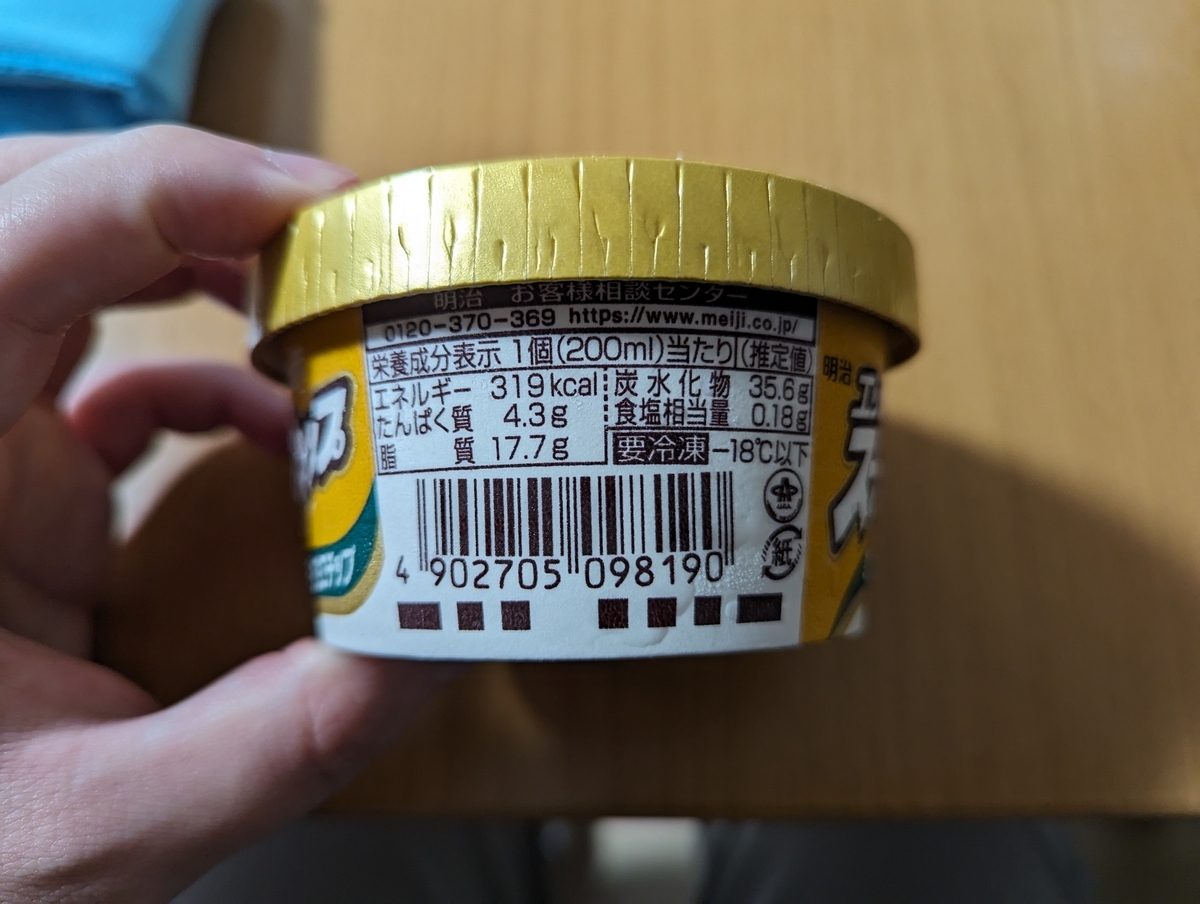 明治 お客様相談センター
0120-370-369 https://www.meiji.co.jp/
栄養成分表示 1個(200ml)当たり(推定値)
エネルギー 319kcal
たんぱく質 4.3g
脂質 17.7g
炭水化物 35.6g
食塩相当量 0.18g
要冷凍 -18℃以下
4 902705 098190
紙
明治